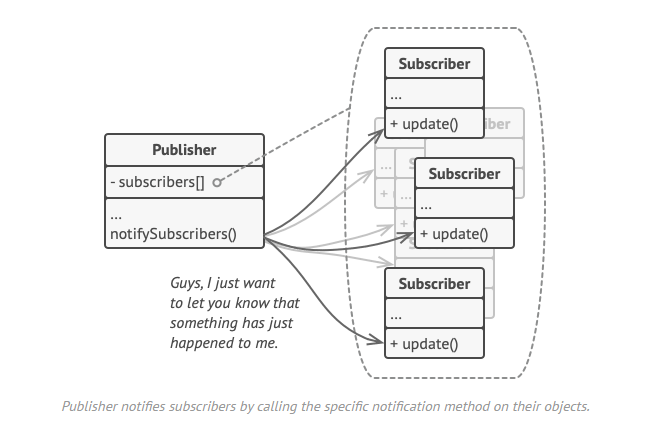 Subscriber
...
+ update()
iber
Publisher
- subscribers[]
...
notifySubscribers()
...
S
+
...
Subscriber
...
+ update()
+
S
Subscriber
...
+ update()
Guys, I just want
to let you know that
something has just
happened to me.
Publisher notifies subscribers by calling the specific notification method on their objects.